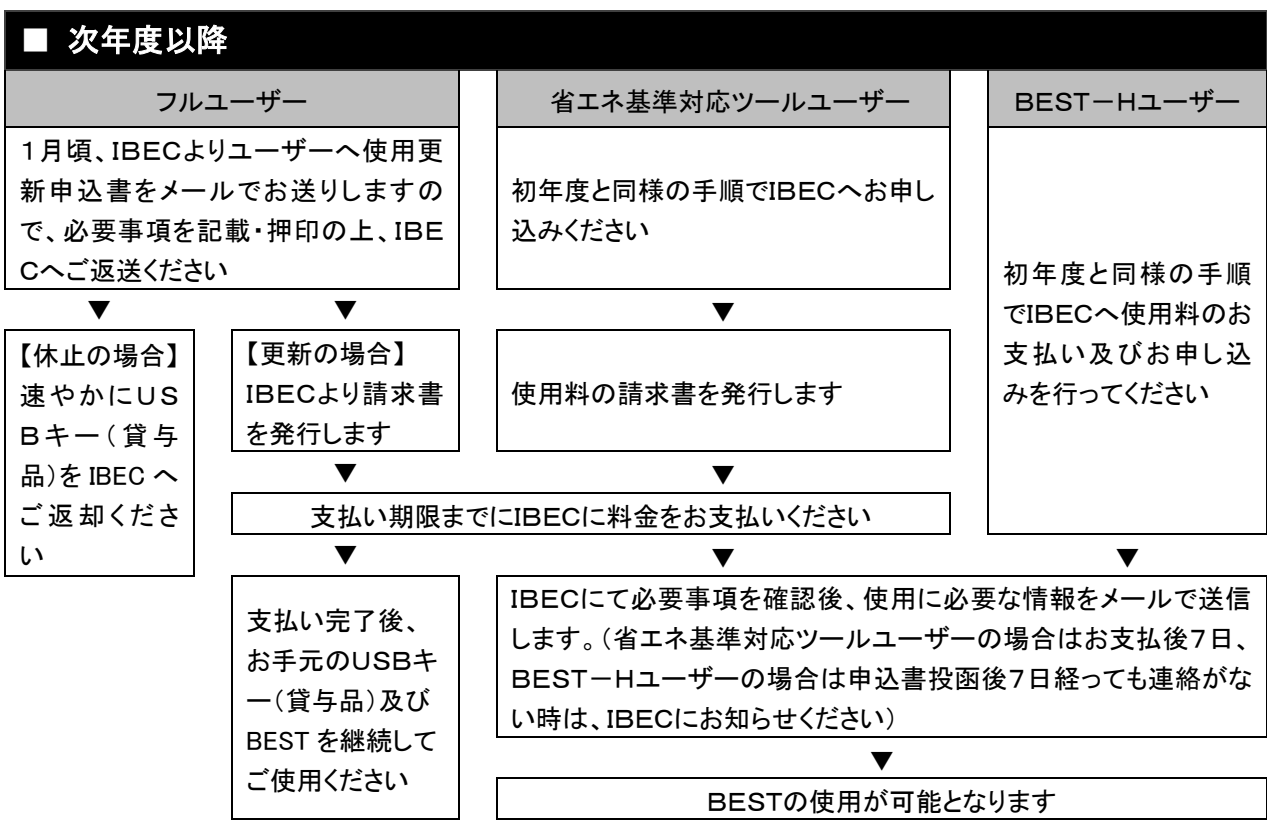 ■ 次年度以降
フルユーザー
省エネ基準対応ツールユーザー
BEST－Hユーザー
１月頃、IBECよりユーザーへ使用更
新申込書をメールでお送りしますの
で、必要事項を記載・押印の上、IBE
Cへご返送ください
初年度と同様の手順でIBECへお申し
込みください
初年度と同様の手順
でIBECへ使用料のお
支払い及びお申し込
みを行ってください
▼
▼
▼
【休止の場合】
速やかにUS
Bキー（貸与
品）を IBEC へ
ご返却くださ
い
【更新の場合】
IBECより請求書
を発行します
使用料の請求書を発行します
▼
▼
支払い期限までにIBECに料金をお支払いください
▼
▼
▼
支払い完了後、
お手元のUSBキ
ー（貸与品）及び
BEST を継続して
ご使用ください
IBECにて必要事項を確認後、使用に必要な情報をメールで送信
します。（省エネ基準対応ツールユーザーの場合はお支払後７日、
BEST－Hユーザーの場合は申込書投函後７日経っても連絡がな
い時は、IBECにお知らせください）
▼
BESTの使用が可能となります